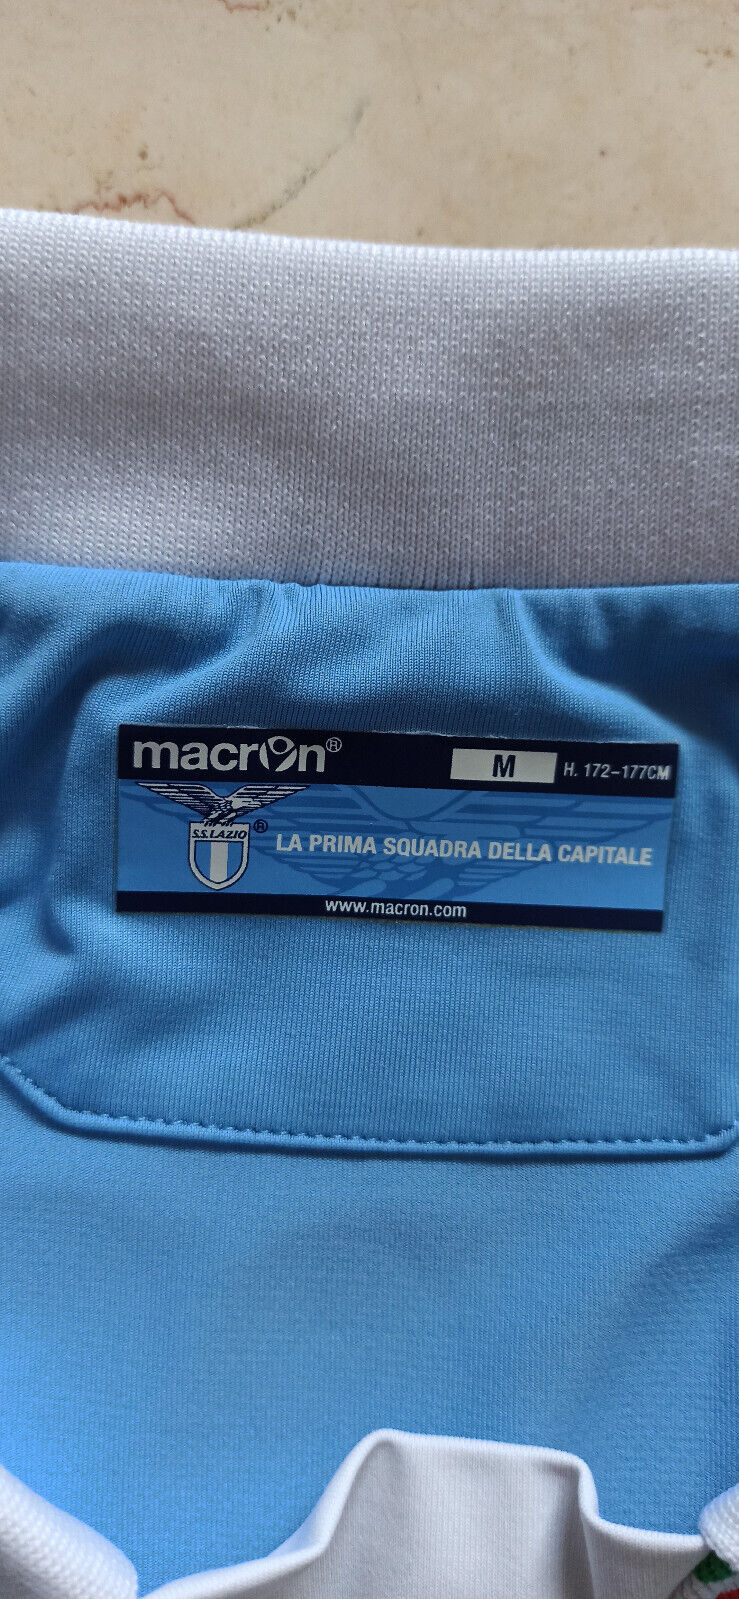 macron®
M H. 172-177CM
S.S. LAZIO ®
LA PRIMA SQUADRA DELLA CAPITALE
www.macron.com